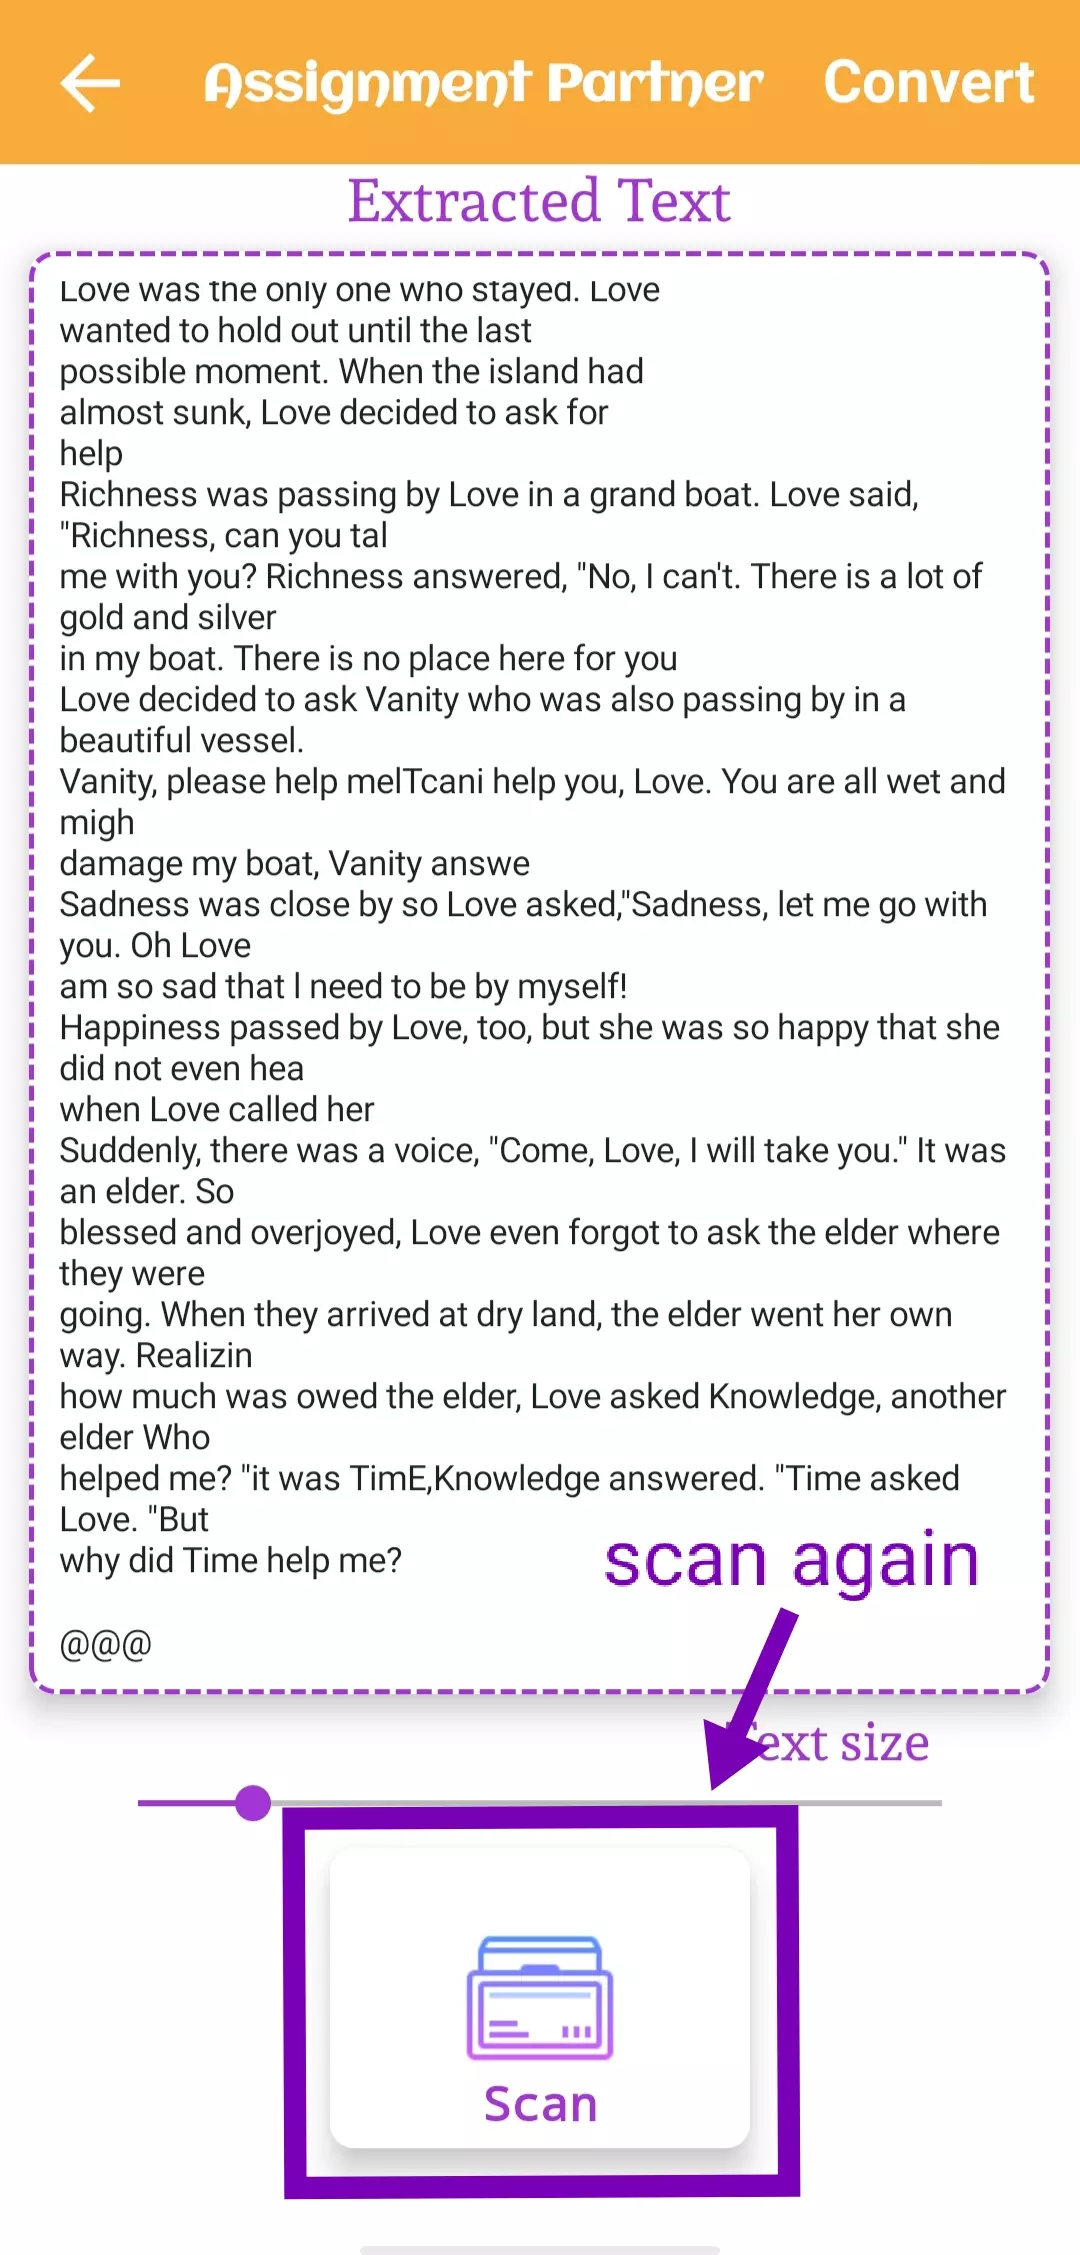 Assignment Partner Convert
Extracted Text
Love was the only one who stayed. Love
wanted to hold out until the last
possible moment. When the island had
almost sunk, Love decided to ask for
help
Richness was passing by Love in a grand boat. Love said,
"Richness, can you tal
me with you? Richness answered, "No, I can't. There is a lot of
gold and silver
in my boat. There is no place here for you
Love decided to ask Vanity who was also passing by in a
beautiful vessel.
Vanity, please help melTcani help you, Love. You are all wet and
migh
damage my boat, Vanity answe
Sadness was close by so Love asked,"Sadness, let me go with
you. Oh Love
am so sad that l need to be by myself!
Happiness passed by Love, too, but she was so happy that she
did not even hea
when Love called her
Suddenly, there was a voice, "Come, Love, I will take you." It was
an elder. So
blessed and overjoyed, Love even forgot to ask the elder where
they were
going. When they arrived at dry land, the elder went her own
way. Realizin
how much was owed the elder, Love asked Knowledge, another
elder Who
helped me? "it was TimE,Knowledge answered. "Time asked
Love. "But
why did Time help me?
scan again
@@@
Text size
Scan